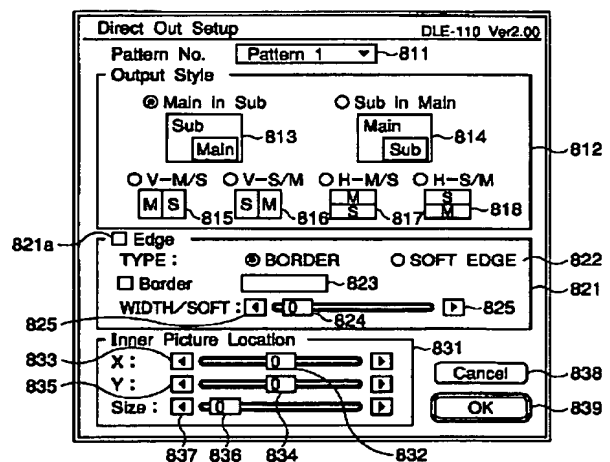 Direct Out Setup DLE-110 Ver2.00
Pattern No. Pattern 1 811
Output Style
Main In Sub Sub In Main
Sub Main 813 Main Sub 814 812
V-M/S V-S/M H-M/S H-S/M
M S 815 S M 816 M S 817 S M 818
821a Edge
TYPE : BORDER SOFT EDGE 822
Border 823 821
WIDTH/SOFT : 0 824 825
825
Inner Picture Location 831
833 X : 0
835 Y : 0 Cancel 838
Size : 0 OK 839
837 836 834 832